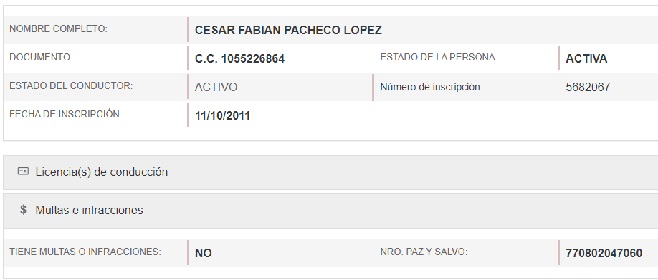 NOMBRE COMPLETO: CESAR FABIAN PACHECO LOPEZ
DOCUMENTO: C.C. 1055226864 ESTADO DE LA PERSONA: ACTIVA
ESTADO DEL CONDUCTOR: ACTIVO Número de inscripción 5682067
FECHA DE INSCRIPCIÓN 11/10/2011
Licencia(s) de conducción
$ Multas e infracciones
TIENE MULTAS O INFRACCIONES: NO NRO. PAZ Y SALVO: 770802047060